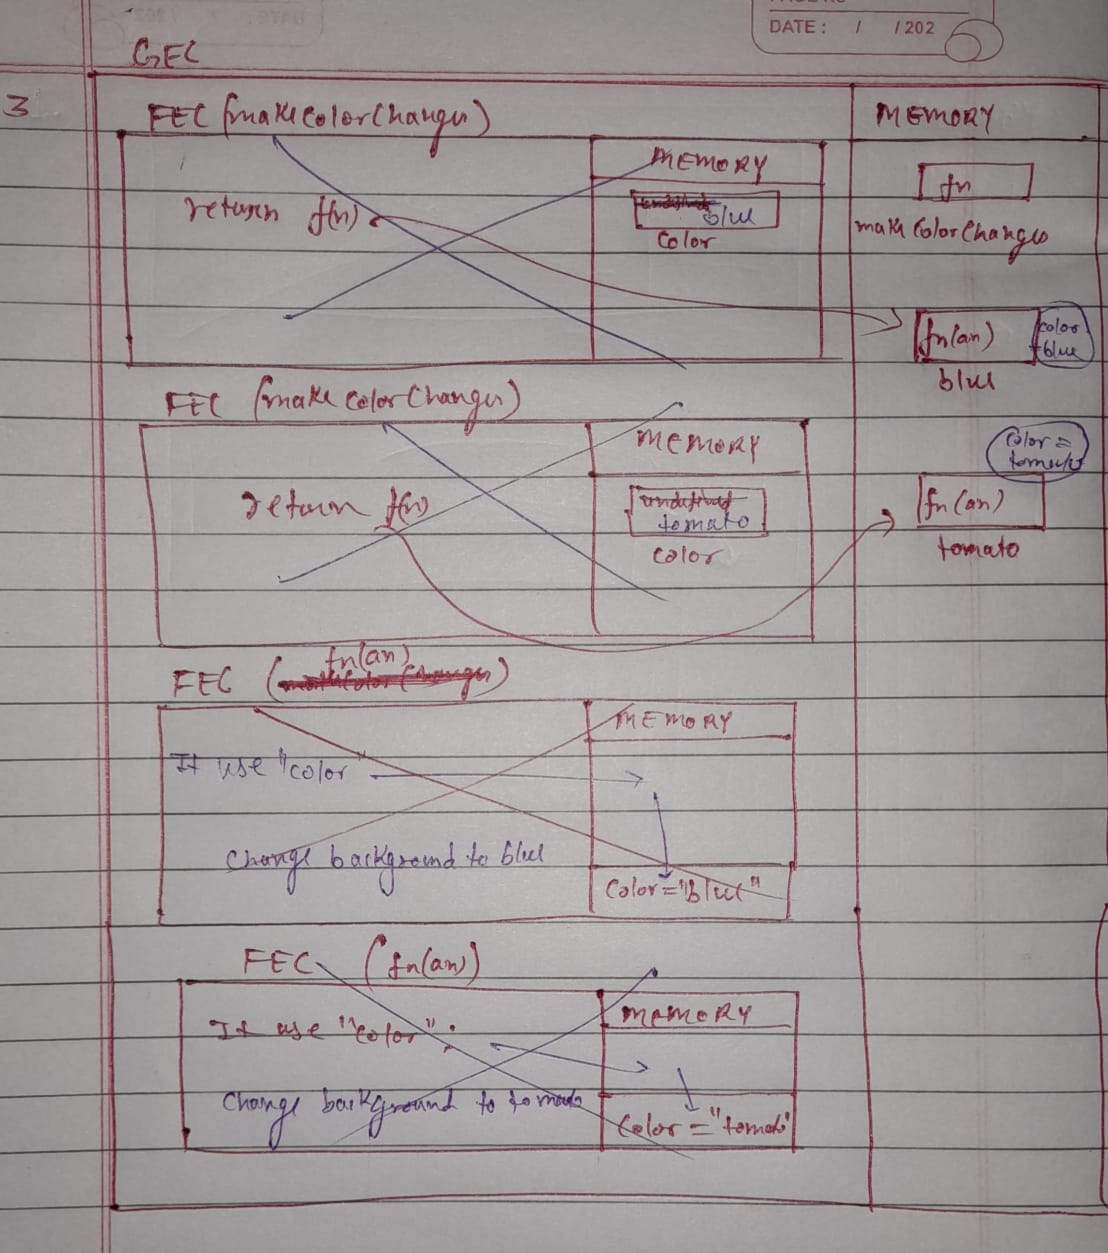 DATE: / /202
GEC
3
FEC (makeColorChanger)
MEMORY
MEMORY
fn
makeColorChanger
return f(n)
undefined blue
color
fn(an)
color
blue
blue
FEC (makeColorChanger)
MEMORY
color =
tomato
return f(n)
undefined
tomato
color
fn(an)
tomato
fn(an)
FEC (makeColorChanger)
MEMORY
It use "color"
change background to blue
Color="Blue"
FEC (fn(an))
MEMORY
It use "color".
change background to tomato
Color="tomato"